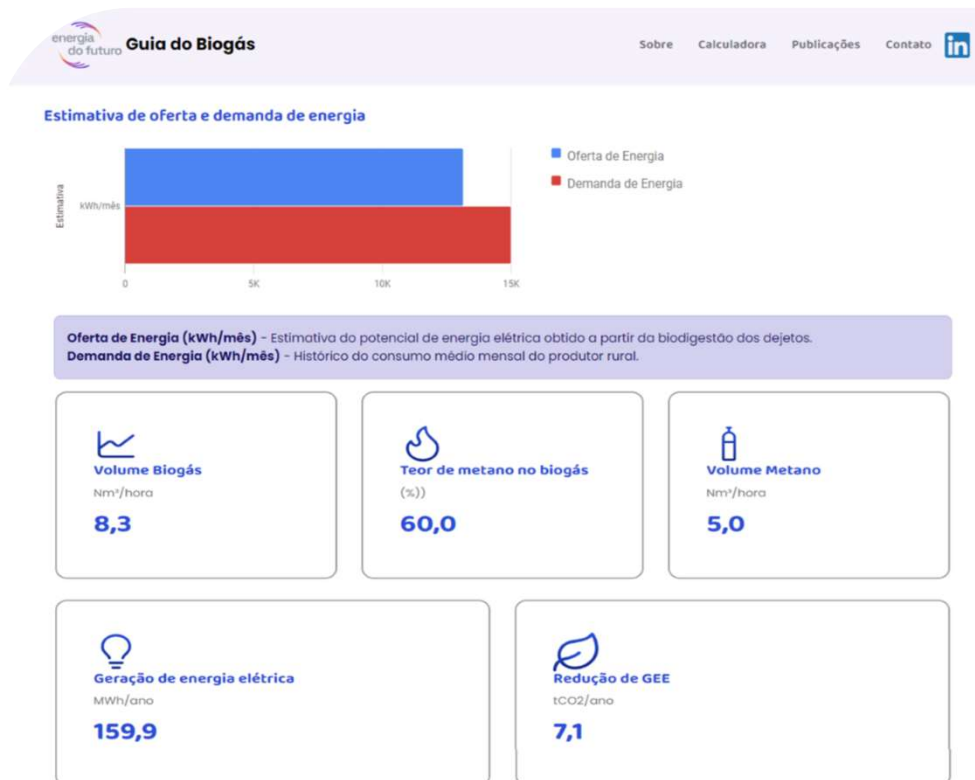 energia
do futuro
Guia do Biogás
Sobre Calculadora Publicações Contato in
Estimativa de oferta e demanda de energia
Oferta de Energia
Demanda de Energia
Estimativa
kWh/mês
0 5K 10K 15K
Oferta de Energia (kWh/mês) - Estimativa do potencial de energia elétrica obtido a partir da biodigestão dos dejetos.
Demanda de Energia (kWh/mês) - Histórico do consumo médio mensal do produtor rural.
Volume Biogás
Nm³/hora
8,3
Teor de metano no biogás
(%))
60,0
Volume Metano
Nm³/hora
5,0
Geração de energia elétrica
MWh/ano
159,9
Redução de GEE
tCO2/ano
7,1